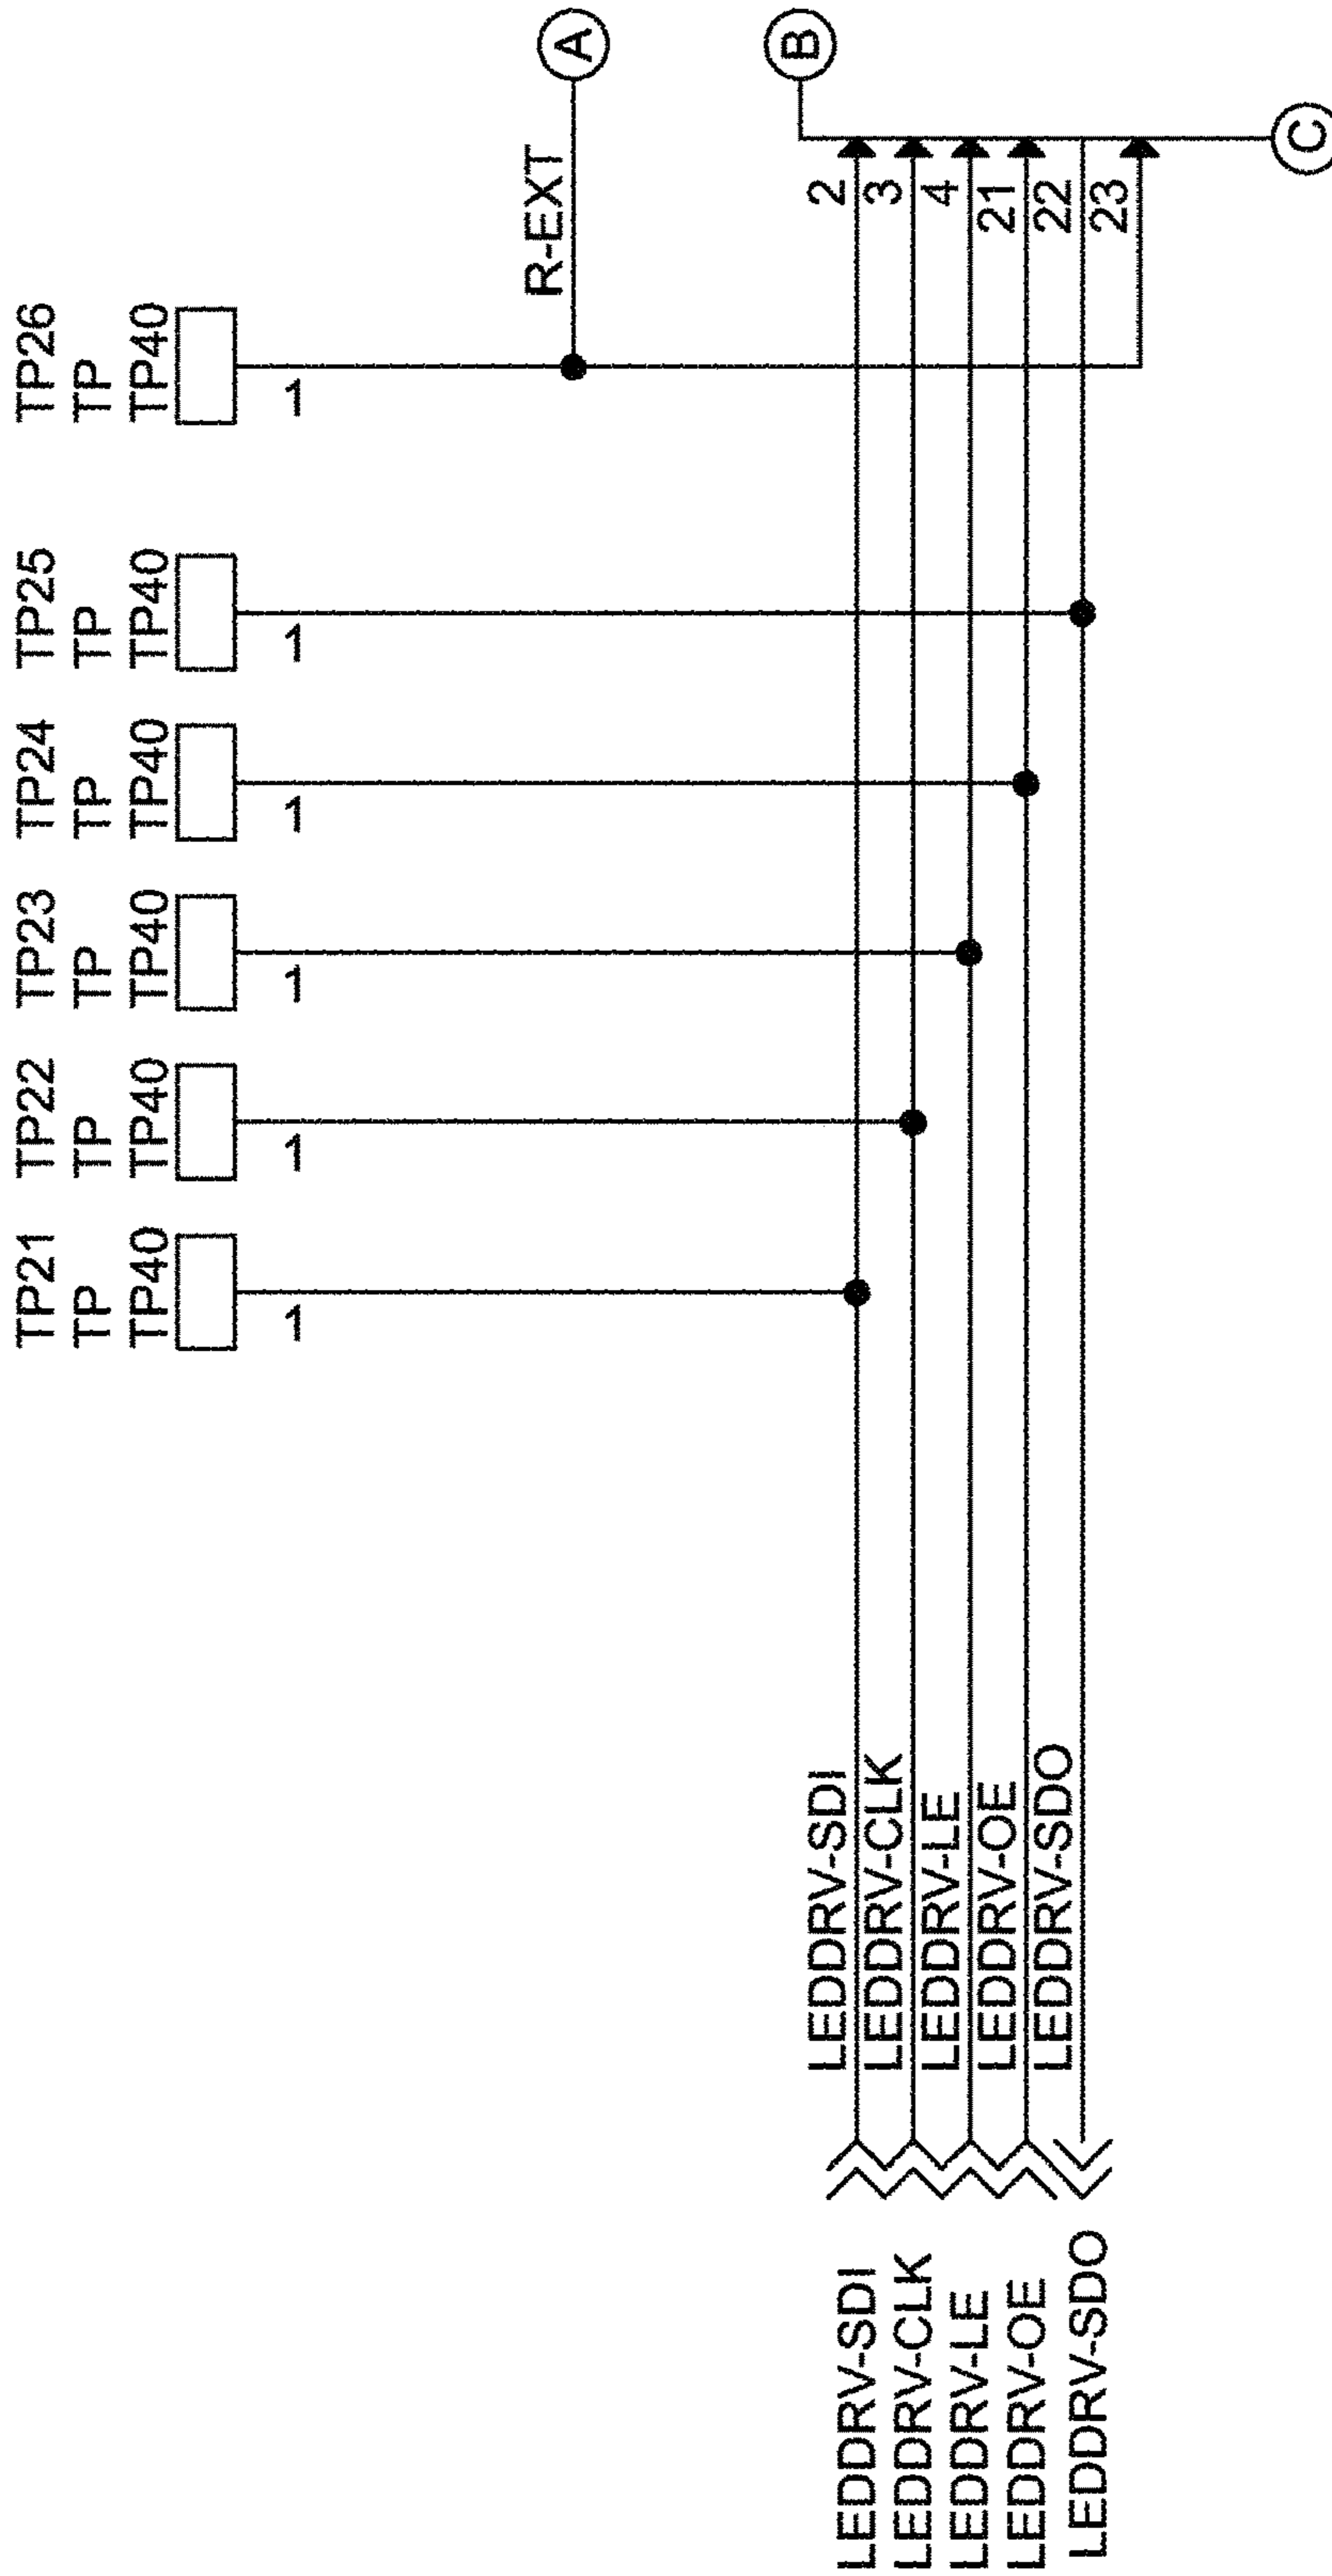 TP21
TP
TP40
1
TP22
TP
TP40
1
TP23
TP
TP40
1
TP24
TP
TP40
1
TP25
TP
TP40
1
TP26
TP
TP40
1
R-EXT
A
B
LEDDRV-SDI
LEDDRV-SDI
2
LEDDRV-CLK
LEDDRV-CLK
3
LEDDRV-LE
LEDDRV-LE
4
LEDDRV-OE
LEDDRV-OE
21
LEDDRV-SDO
LEDDRV-SDO
22
23
C